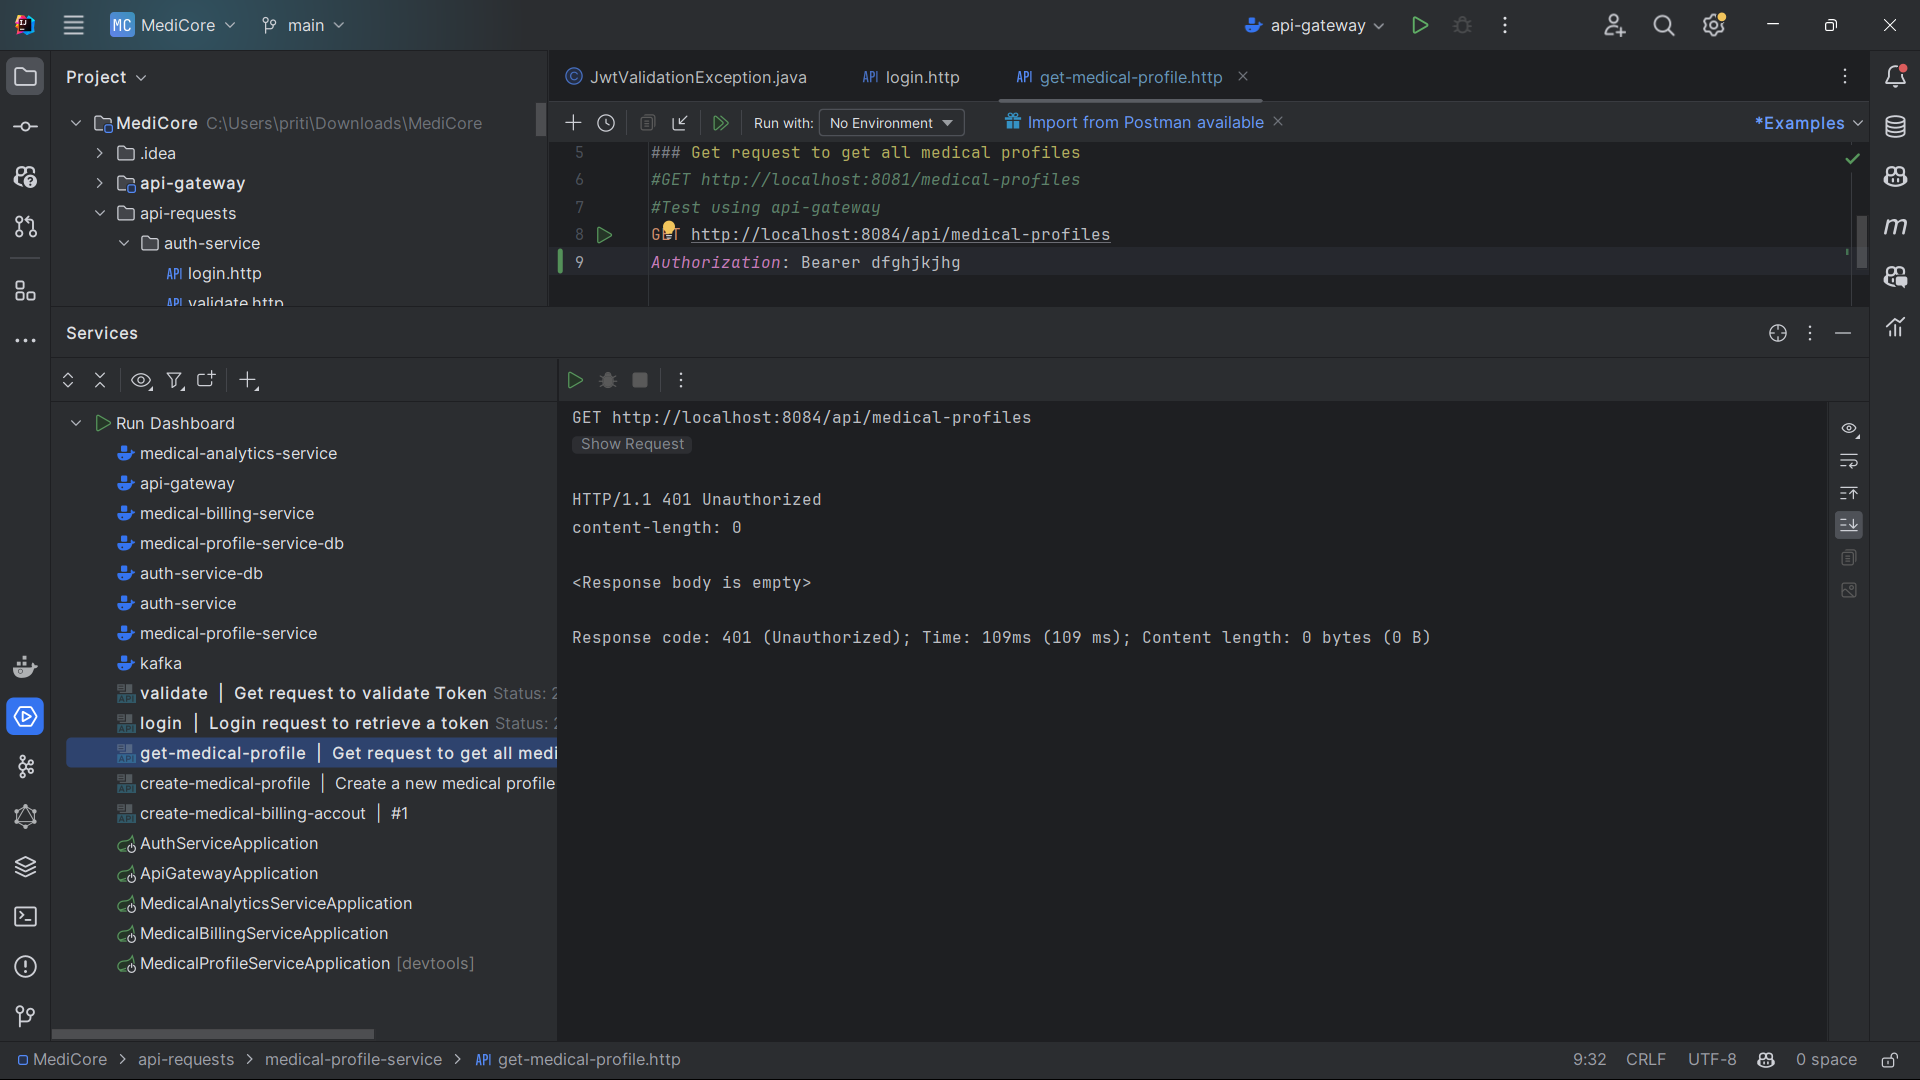 MC MediCore main api-gateway
Project
JwtValidationException.java
API login.http
API get-medical-profile.http
MediCore C:\Users\priti\Downloads\MediCore
.idea
api-gateway
api-requests
auth-service
API login.http
API validate.http
Run with: No Environment
Import from Postman available
*Examples
5 ### Get request to get all medical profiles
6 #GET http://localhost:8081/medical-profiles
7 #Test using api-gateway
8 GET http://localhost:8084/api/medical-profiles
9 Authorization: Bearer dfghjkjhg
Services
Run Dashboard
medical-analytics-service
api-gateway
medical-billing-service
medical-profile-service-db
auth-service-db
auth-service
medical-profile-service
kafka
validate | Get request to validate Token Status: 2
login | Login request to retrieve a token Status: 2
get-medical-profile | Get request to get all medi
create-medical-profile | Create a new medical profile
create-medical-billing-accout | #1
AuthServiceApplication
ApiGatewayApplication
MedicalAnalyticsServiceApplication
MedicalBillingServiceApplication
MedicalProfileServiceApplication [devtools]
GET http://localhost:8084/api/medical-profiles
Show Request
HTTP/1.1 401 Unauthorized
content-length: 0
<Response body is empty>
Response code: 401 (Unauthorized); Time: 109ms (109 ms); Content length: 0 bytes (0 B)
MediCore > api-requests > medical-profile-service > API get-medical-profile.http
9:32 CRLF UTF-8 0 space